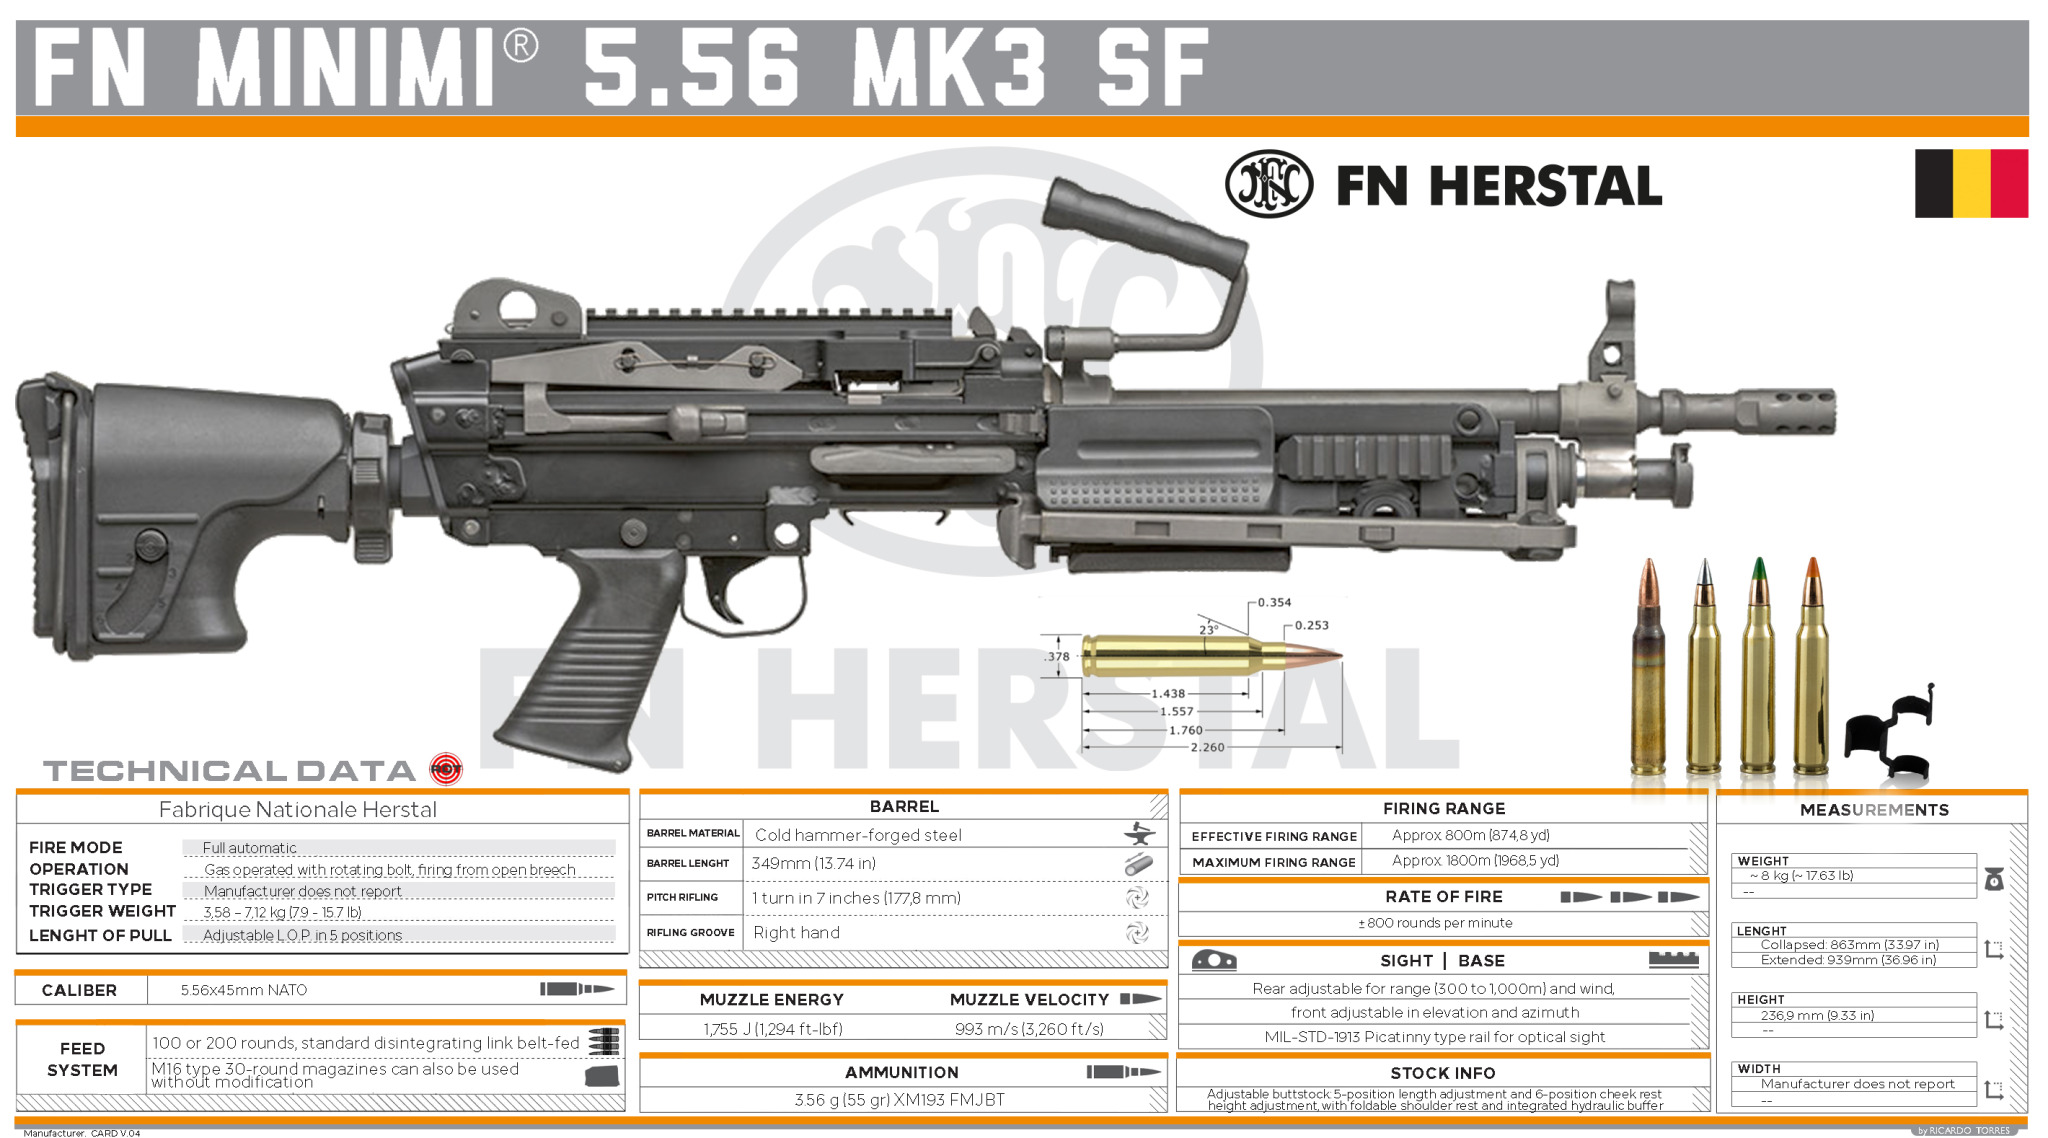 FN MINIMI® 5.56 MK3 SF
FN HERSTAL
FN HERSTAL
0.354
23°
0.253
.378
1.438
1.557
1.760
2.260
TECHNICAL DATA
Fabrique Nationale Herstal
FIRE MODE Full automatic
OPERATION Gas operated with rotating bolt, firing from open breech
TRIGGER TYPE Manufacturer does not report
TRIGGER WEIGHT 3,58 – 7,12 kg (7.9 - 15.7 lb)
LENGHT OF PULL Adjustable L.O.P. in 5 positions
CALIBER 5.56x45mm NATO
FEED SYSTEM
100 or 200 rounds, standard disintegrating link belt-fed
M16 type 30-round magazines can also be used
without modification
BARREL
BARREL MATERIAL Cold hammer-forged steel
BARREL LENGHT 349mm (13.74 in)
PITCH RIFLING 1 turn in 7 inches (177,8 mm)
RIFLING GROOVE Right hand
MUZZLE ENERGY MUZZLE VELOCITY
1,755 J (1,294 ft-lbf) 993 m/s (3,260 ft/s)
AMMUNITION
3.56 g (55 gr) XM193 FMJBT
FIRING RANGE
EFFECTIVE FIRING RANGE Approx. 800m (874,8 yd)
MAXIMUM FIRING RANGE Approx. 1800m (1968,5 yd)
RATE OF FIRE
± 800 rounds per minute
SIGHT | BASE
Rear adjustable for range (300 to 1,000m) and wind,
front adjustable in elevation and azimuth
MIL-STD-1913 Picatinny type rail for optical sight
STOCK INFO
Adjustable buttstock: 5-position length adjustment and 6-position cheek rest
height adjustment, with foldable shoulder rest and integrated hydraulic buffer
MEASUREMENTS
WEIGHT
~ 8 kg (~ 17.63 lb)
--
LENGHT
Collapsed: 863mm (33.97 in)
Extended: 939mm (36.96 in)
HEIGHT
236,9 mm (9.33 in)
--
WIDTH
Manufacturer does not report
--
Manufacturer. CARD V.04
by RICARDO TORRES